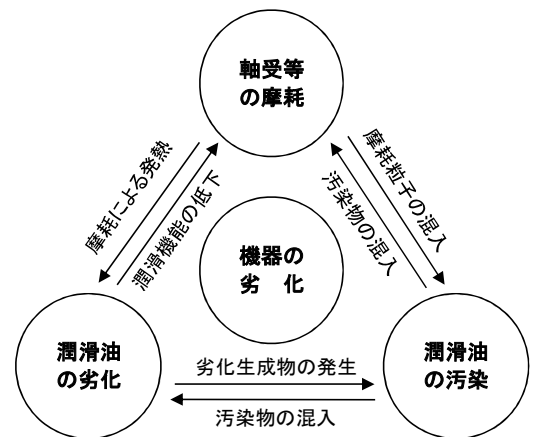 軸受等
の摩耗
摩耗による発熱
潤滑機能の低下
摩耗粒子の混入
汚染物の混入
機器の
劣　化
潤滑油
の劣化
劣化生成物の発生
汚染物の混入
潤滑油
の汚染